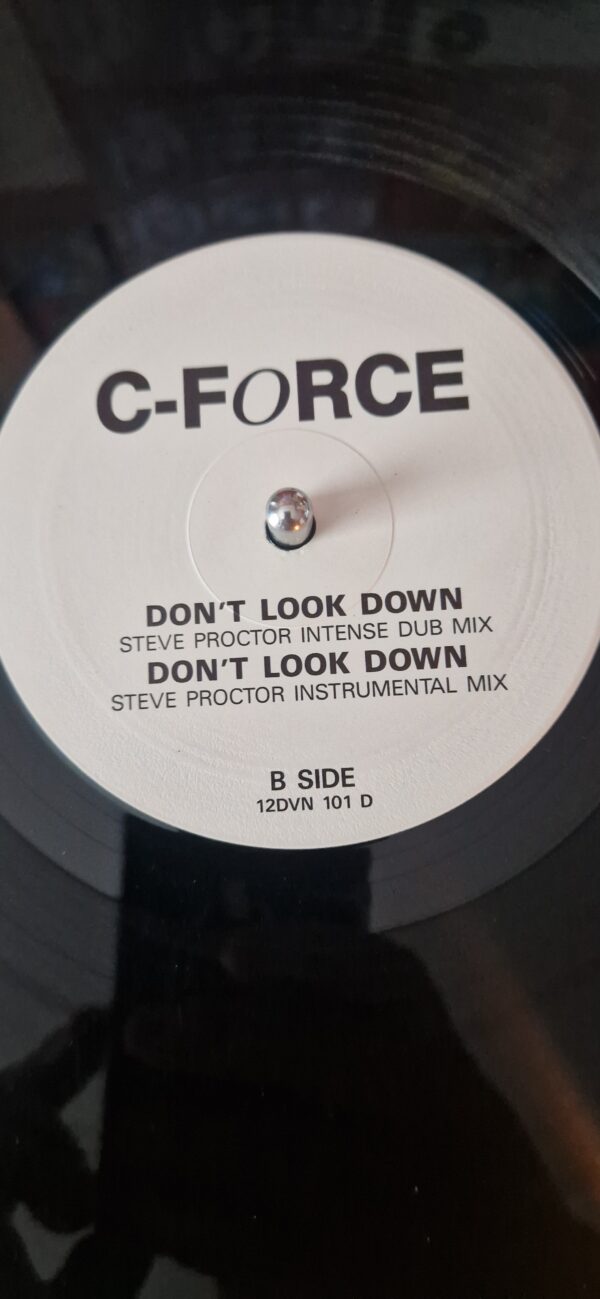 C-FORCE
DON'T LOOK DOWN
STEVE PROCTOR INTENSE DUB MIX
DON'T LOOK DOWN
STEVE PROCTOR INSTRUMENTAL MIX
B SIDE
12DVN 101 D